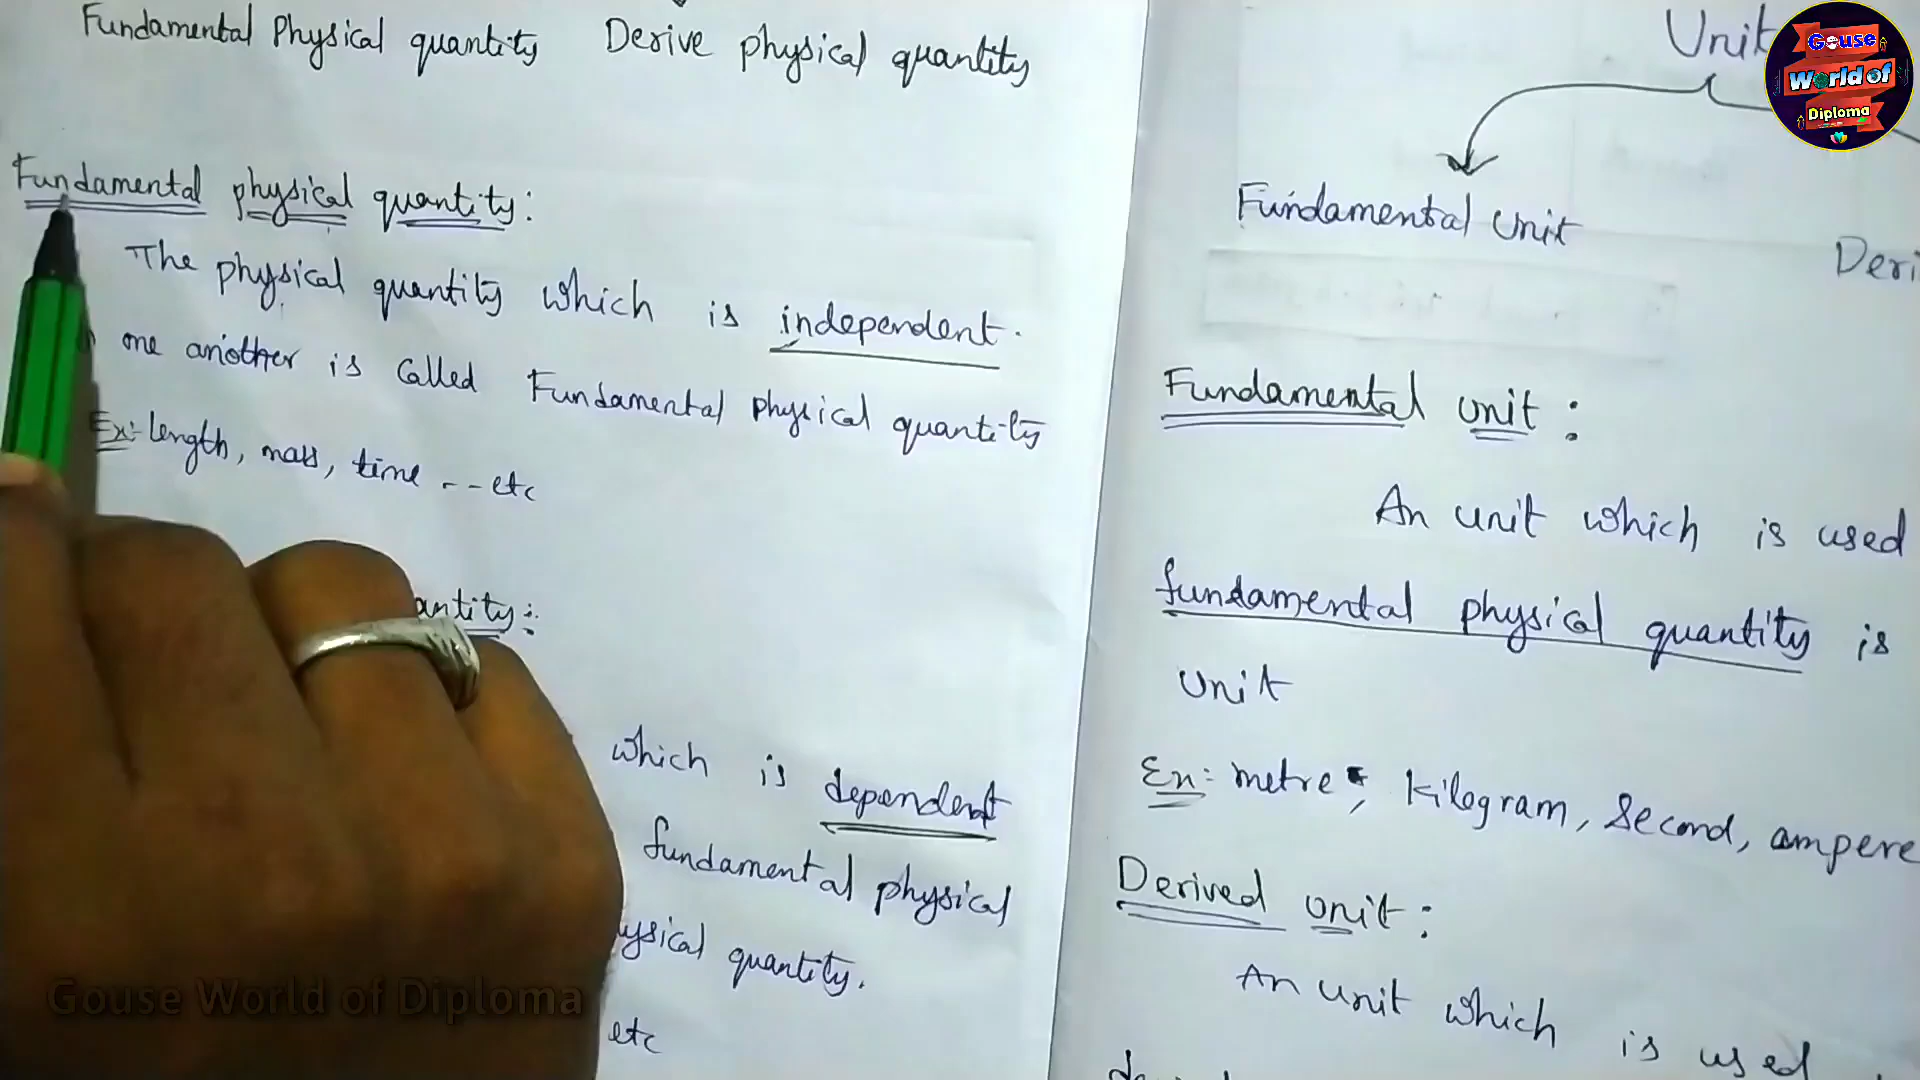 Fundamental Physical quantity Derive physical quantity
Fundamental physical quantity:
The physical quantity which is independent.
one another is called Fundamental physical quantity
Ex:- length, mass, time --- etc
antity:-
which is dependent
fundamental physical
ysical quantity.
etc
Unit
Fundamental Unit
Deri
Fundamental unit:
An unit which is used
fundamental physical quantity is
unit
Ex:- metre, kilogram, Second, ampere
Derived unit:
An unit which is used
Gouse
World of
Diploma
Gouse World of Diploma